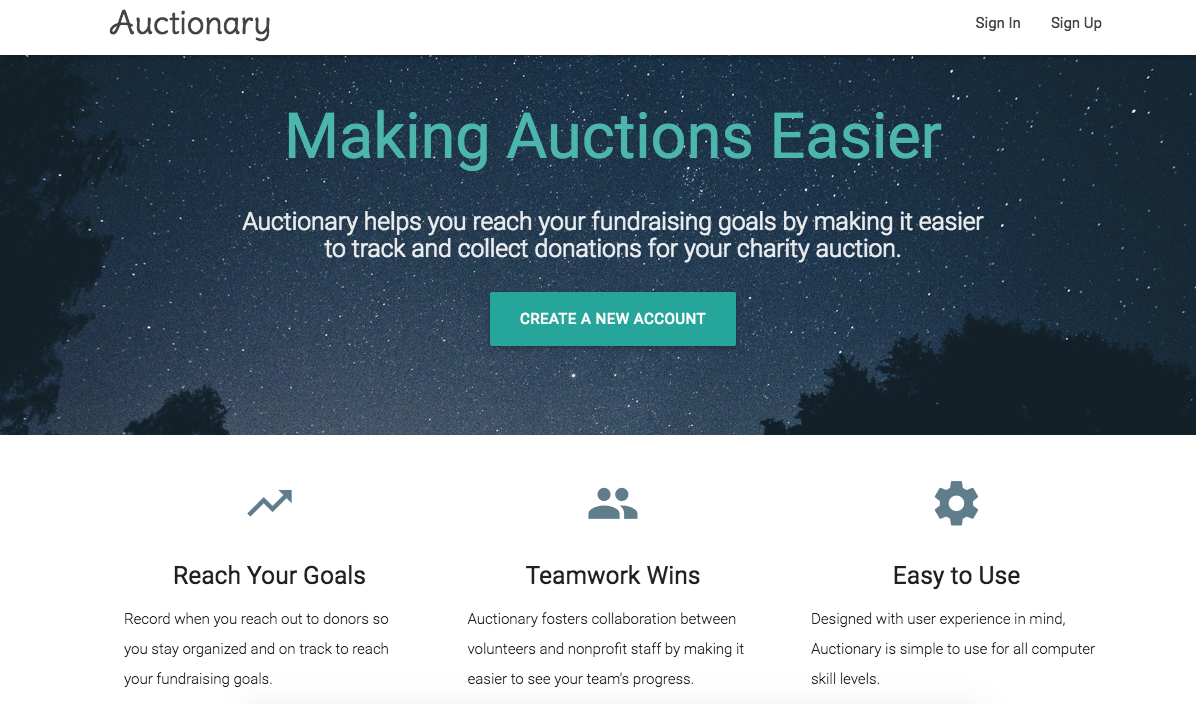 Auctionary
Sign In
Sign Up
Making Auctions Easier
Auctionary helps you reach your fundraising goals by making it easier
to track and collect donations for your charity auction.
CREATE A NEW ACCOUNT
Reach Your Goals
Record when you reach out to donors so
you stay organized and on track to reach
your fundraising goals.
Teamwork Wins
Auctionary fosters collaboration between
volunteers and nonprofit staff by making it
easier to see your team's progress.
Easy to Use
Designed with user experience in mind,
Auctionary is simple to use for all computer
skill levels.